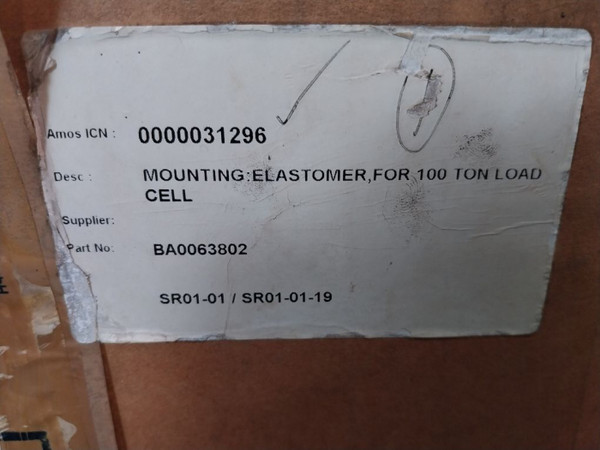 Amos ICN : 0000031296
Desc : MOUNTING:ELASTOMER,FOR 100 TON LOAD
CELL
Supplier:
Part No: BA0063802
SR01-01 / SR01-01-19